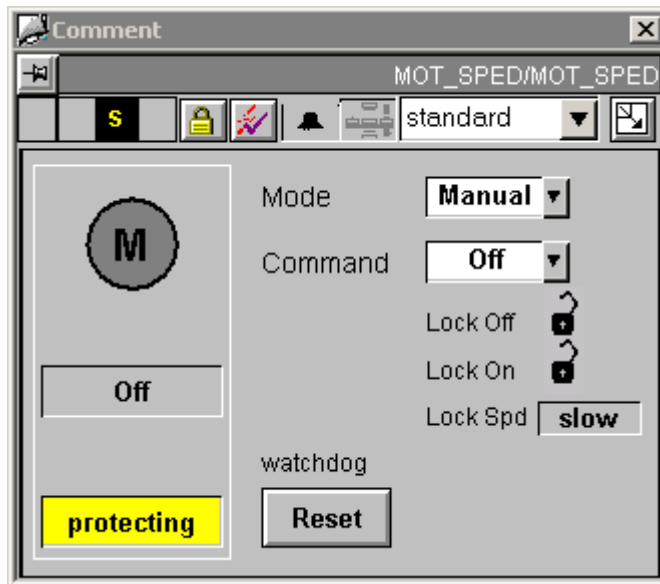 Comment
MOT_SPED/MOT_SPED
S standard
M
Mode Manual
Command Off
Lock Off
Lock On
Off
Lock Spd slow
watchdog
protecting Reset